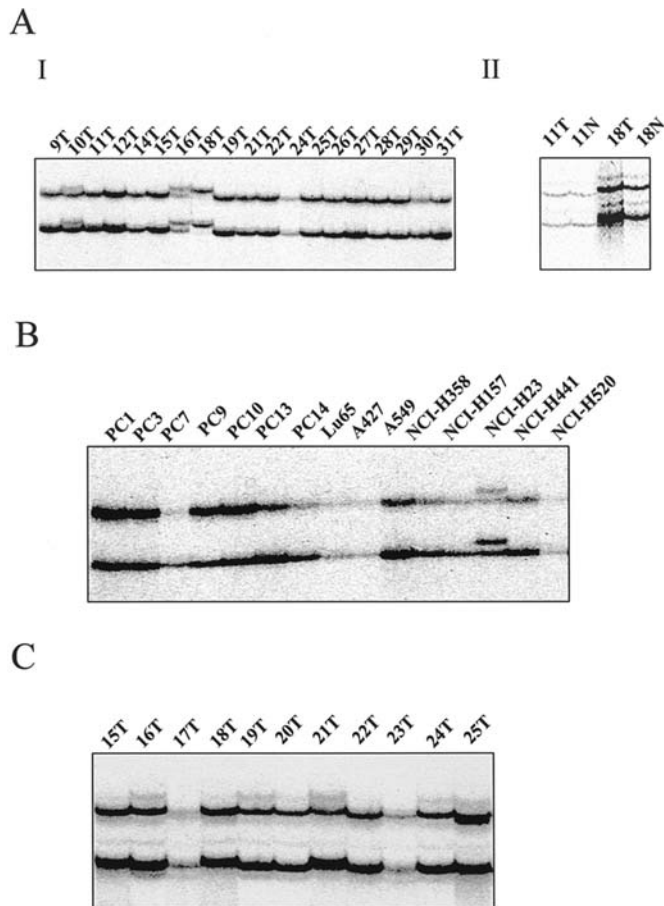 A
I
9T 10T 11T 12T 14T 15T 16T 18T 19T 21T 22T 24T 25T 26T 27T 28T 29T 30T 31T
II
11T 11N 18T 18N
B
PC1 PC3 PC7 PC9 PC10 PC13 PC14 Lu65 A427 A549 NCI-H358 NCI-H157 NCI-H23 NCI-H441 NCI-H520
C
15T 16T 17T 18T 19T 20T 21T 22T 23T 24T 25T